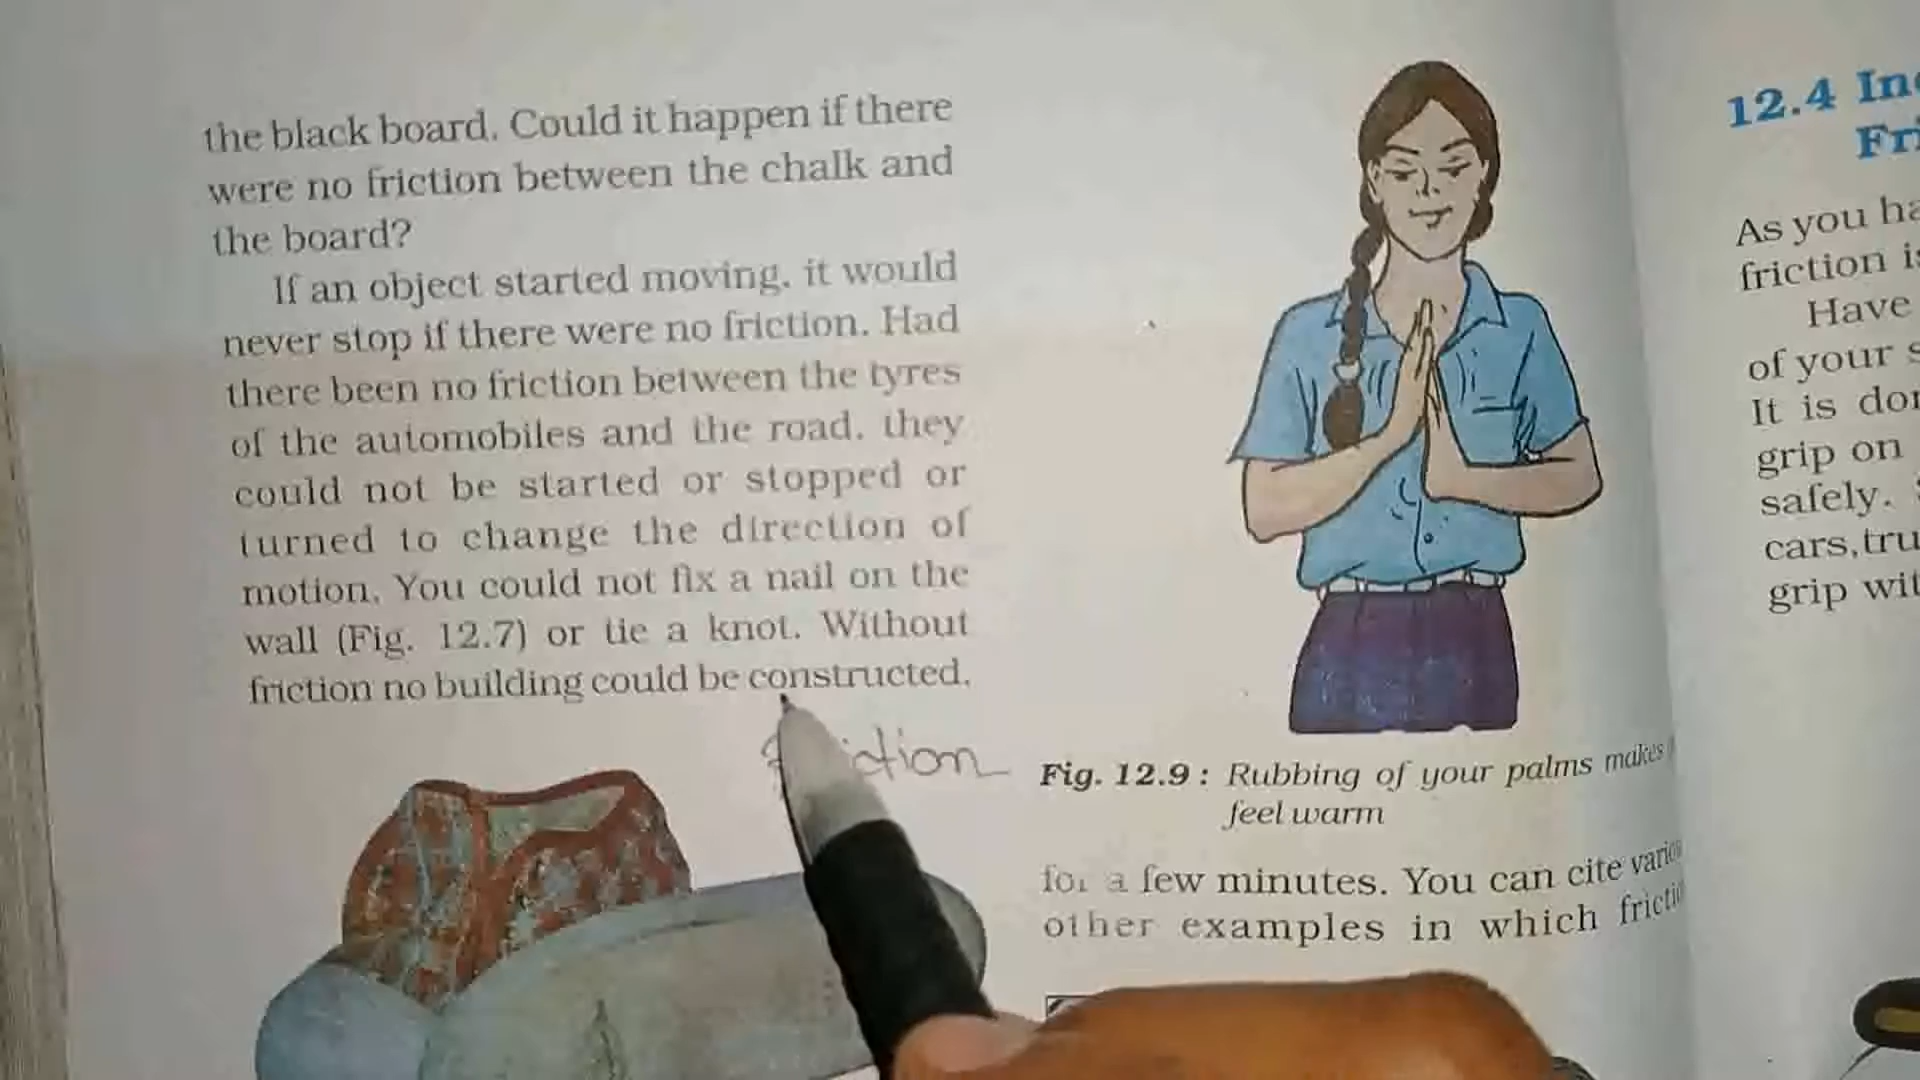 the black board. Could it happen if there
were no friction between the chalk and
the board?
If an object started moving, it would
never stop if there were no friction. Had
there been no friction between the tyres
of the automobiles and the road, they
could not be started or stopped or
turned to change the direction of
motion. You could not fix a nail on the
wall (Fig. 12.7) or tie a knot. Without
friction no building could be constructed.
Fig. 12.9 : Rubbing of your palms makes
feel warm
for a few minutes. You can cite
other examples in which
12.4
As you
friction
Have
of your
It is
grip on
safely.
cars,
grip